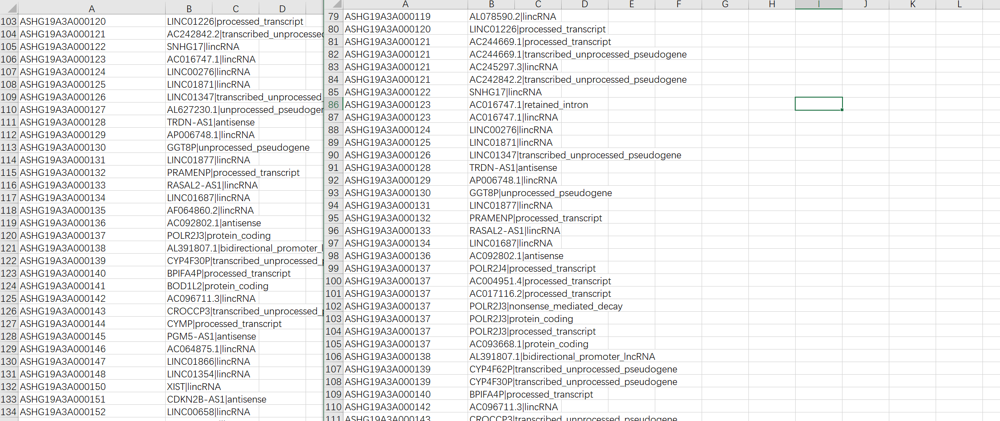 A B C D
103 ASHG19A3A000120 LINC01226|processed_transcript
104 ASHG19A3A000121 AC242842.2|transcribed_unprocessed
105 ASHG19A3A000122 SNHG17|lincRNA
106 ASHG19A3A000123 AC016747.1|lincRNA
107 ASHG19A3A000124 LINC00276|lincRNA
108 ASHG19A3A000125 LINC01871|lincRNA
109 ASHG19A3A000126 LINC01347|transcribed_unprocessed_
110 ASHG19A3A000127 AL627230.1|unprocessed_pseudoger
111 ASHG19A3A000128 TRDN-AS1|antisense
112 ASHG19A3A000129 AP006748.1|lincRNA
113 ASHG19A3A000130 GGT8P|unprocessed_pseudogene
114 ASHG19A3A000131 LINC01877|lincRNA
115 ASHG19A3A000132 PRAMENP|processed_transcript
116 ASHG19A3A000133 RASAL2-AS1|lincRNA
117 ASHG19A3A000134 LINC01687|lincRNA
118 ASHG19A3A000135 AF064860.2|lincRNA
119 ASHG19A3A000136 AC092802.1|antisense
120 ASHG19A3A000137 POLR2J3|protein_coding
121 ASHG19A3A000138 AL391807.1|bidirectional_promoter_l
122 ASHG19A3A000139 CYP4F30P|transcribed_unprocessed_p
123 ASHG19A3A000140 BPIFA4P|processed_transcript
124 ASHG19A3A000141 BOD1L2|protein_coding
125 ASHG19A3A000142 AC096711.3|lincRNA
126 ASHG19A3A000143 CROCCP3|transcribed_unprocessed_p
127 ASHG19A3A000144 CYMP|processed_transcript
128 ASHG19A3A000145 PGM5-AS1|antisense
129 ASHG19A3A000146 AC064875.1|lincRNA
130 ASHG19A3A000147 LINC01866|lincRNA
131 ASHG19A3A000148 LINC01354|lincRNA
132 ASHG19A3A000150 XIST|lincRNA
133 ASHG19A3A000151 CDKN2B-AS1|antisense
134 ASHG19A3A000152 LINC00658|lincRNA
A B C D E F G H I J K L
79 ASHG19A3A000119 AL078590.2|lincRNA
80 ASHG19A3A000120 LINC01226|processed_transcript
81 ASHG19A3A000121 AC244669.1|processed_transcript
82 ASHG19A3A000121 AC244669.1|transcribed_unprocessed_pseudogene
83 ASHG19A3A000121 AC245297.3|lincRNA
84 ASHG19A3A000121 AC242842.2|transcribed_unprocessed_pseudogene
85 ASHG19A3A000122 SNHG17|lincRNA
86 ASHG19A3A000123 AC016747.1|retained_intron
87 ASHG19A3A000123 AC016747.1|lincRNA
88 ASHG19A3A000124 LINC00276|lincRNA
89 ASHG19A3A000125 LINC01871|lincRNA
90 ASHG19A3A000126 LINC01347|transcribed_unprocessed_pseudogene
91 ASHG19A3A000128 TRDN-AS1|antisense
92 ASHG19A3A000129 AP006748.1|lincRNA
93 ASHG19A3A000130 GGT8P|unprocessed_pseudogene
94 ASHG19A3A000131 LINC01877|lincRNA
95 ASHG19A3A000132 PRAMENP|processed_transcript
96 ASHG19A3A000133 RASAL2-AS1|lincRNA
97 ASHG19A3A000134 LINC01687|lincRNA
98 ASHG19A3A000136 AC092802.1|antisense
99 ASHG19A3A000137 POLR2J4|processed_transcript
100 ASHG19A3A000137 AC004951.4|processed_transcript
101 ASHG19A3A000137 AC017116.2|processed_transcript
102 ASHG19A3A000137 POLR2J3|nonsense_mediated_decay
103 ASHG19A3A000137 POLR2J3|protein_coding
104 ASHG19A3A000137 POLR2J3|processed_transcript
105 ASHG19A3A000137 AC093668.1|protein_coding
106 ASHG19A3A000138 AL391807.1|bidirectional_promoter_lncRNA
107 ASHG19A3A000139 CYP4F62P|transcribed_unprocessed_pseudogene
108 ASHG19A3A000139 CYP4F30P|transcribed_unprocessed_pseudogene
109 ASHG19A3A000140 BPIFA4P|processed_transcript
110 ASHG19A3A000142 AC096711.3|lincRNA
111 ASHG19A3A000143 CROCCP3|transcribed_unprocessed_pseudogene